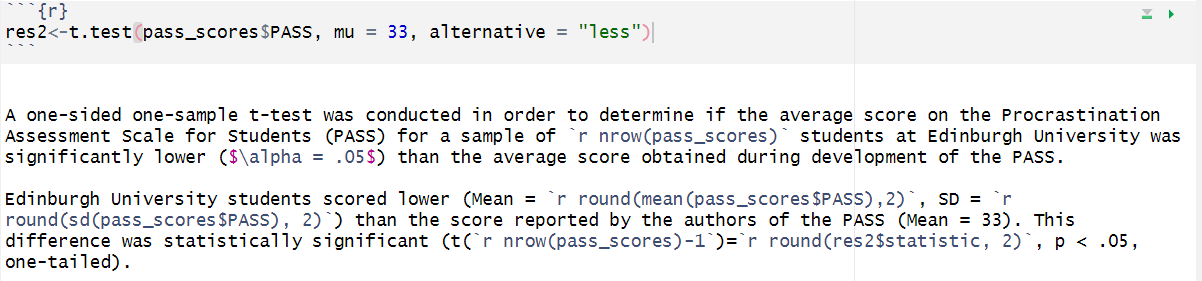 ```{r}
res2<-t.test(pass_scores$PASS, mu = 33, alternative = "less")
```
A one-sided one-sample t-test was conducted in order to determine if the average score on the Procrastination
Assessment Scale for Students (PASS) for a sample of `r nrow(pass_scores)` students at Edinburgh University was
significantly lower ($\alpha = .05$) than the average score obtained during development of the PASS.
Edinburgh University students scored lower (Mean = `r round(mean(pass_scores$PASS),2)`, SD = `r
round(sd(pass_scores$PASS), 2)`) than the score reported by the authors of the PASS (Mean = 33). This
difference was statistically significant (t(`r nrow(pass_scores)-1`)=`r round(res2$statistic, 2)`, p < .05,
one-tailed).